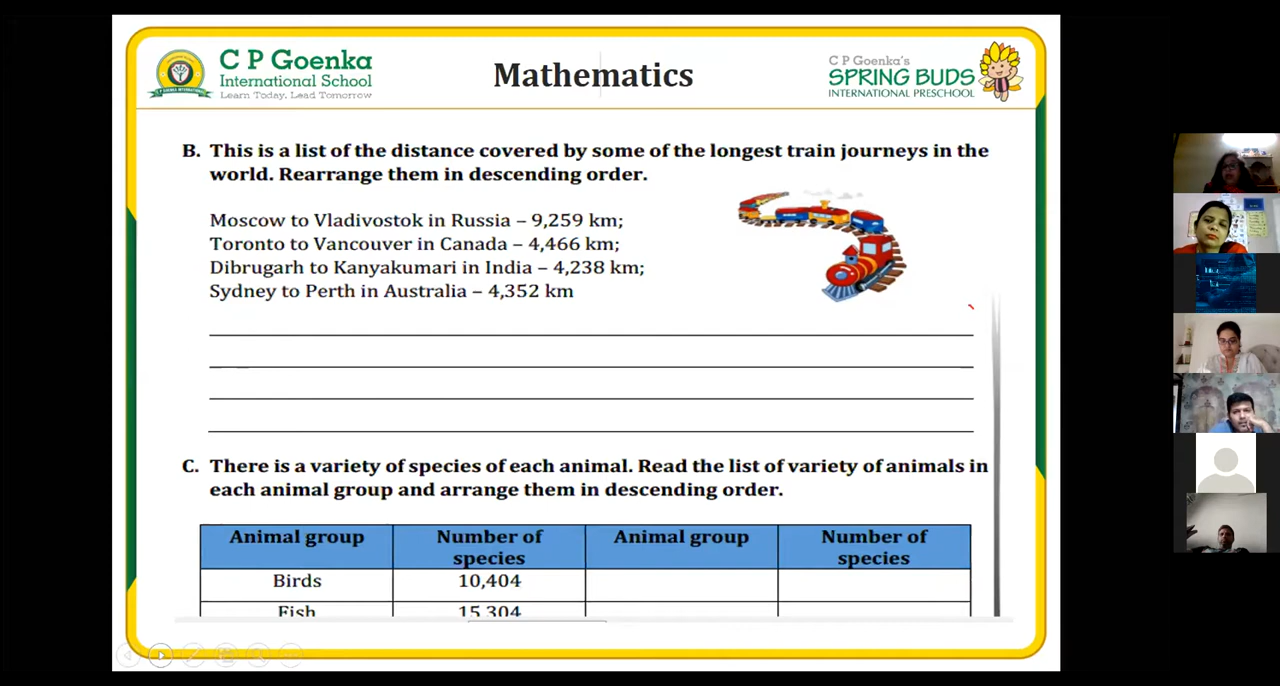 C P Goenka
International School
Learn Today. Lead Tomorrow
Mathematics
C P Goenka's
SPRING BUDS
INTERNATIONAL PRESCHOOL
B. This is a list of the distance covered by some of the longest train journeys in the
world. Rearrange them in descending order.
Moscow to Vladivostok in Russia – 9,259 km;
Toronto to Vancouver in Canada – 4,466 km;
Dibrugarh to Kanyakumari in India – 4,238 km;
Sydney to Perth in Australia – 4,352 km
C. There is a variety of species of each animal. Read the list of variety of animals in
each animal group and arrange them in descending order.
Animal group Number of species Animal group Number of species
Birds 10,404
Fish 15,304